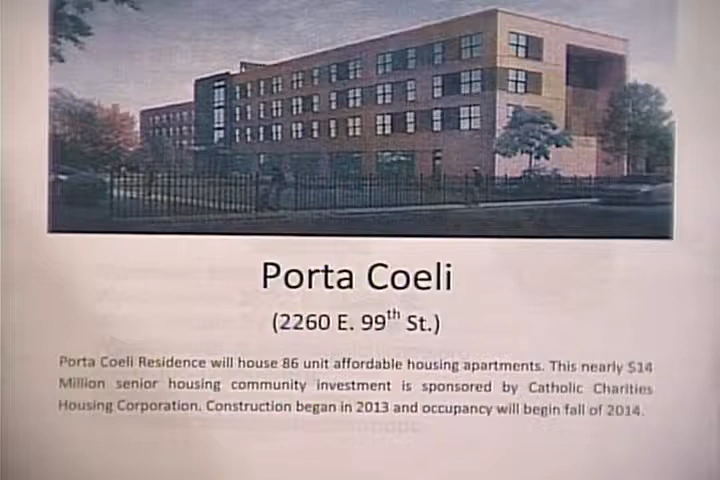 Porta Coeli
(2260 E. 99th St.)
Porta Coeli Residence will house 86 unit affordable housing apartments. This nearly $14
Million senior housing community investment is sponsored by Catholic Charities
Housing Corporation. Construction began in 2013 and occupancy will begin fall of 2014.